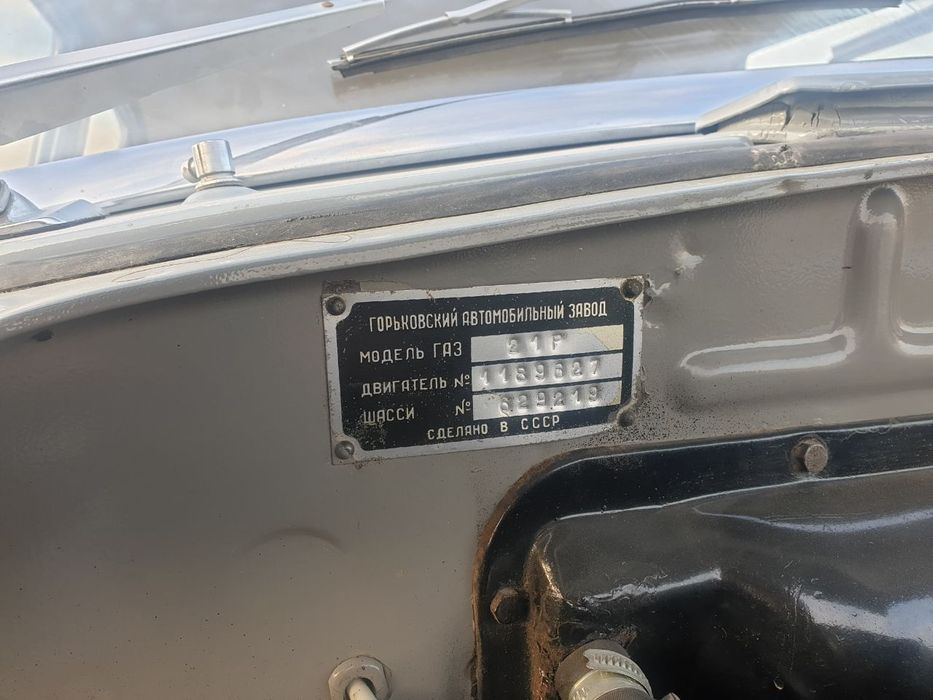 ГОРЬКОВСКИЙ АВТОМОБИЛЬНЫЙ ЗАВОД
МОДЕЛЬ ГАЗ 21Р
ДВИГАТЕЛЬ № 1189627
ШАССИ № 629219
СДЕЛАНО В СССР